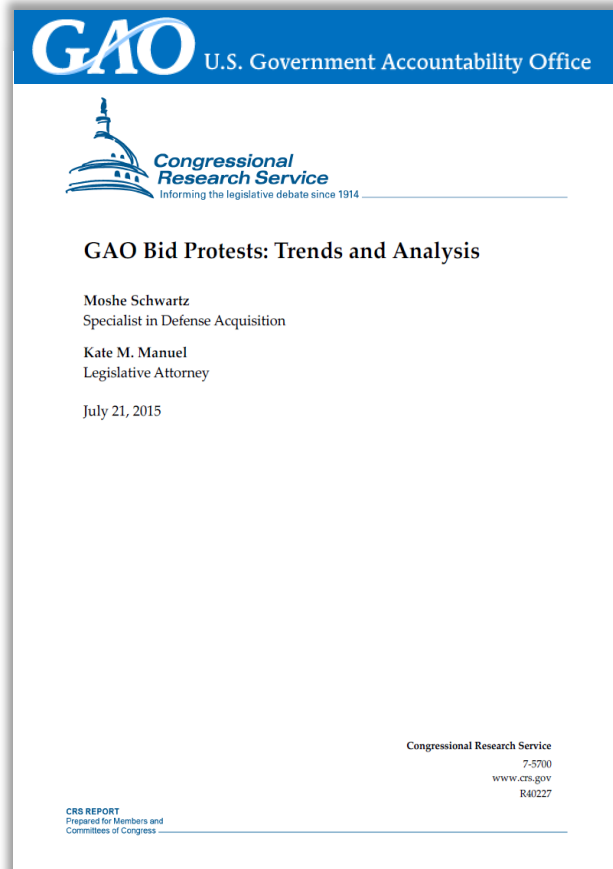 GAO U.S. Government Accountability Office
Congressional
Research Service
Informing the legislative debate since 1914
GAO Bid Protests: Trends and Analysis
Moshe Schwartz
Specialist in Defense Acquisition
Kate M. Manuel
Legislative Attorney
July 21, 2015
Congressional Research Service
7-5700
www.crs.gov
R40227
CRS REPORT
Prepared for Members and
Committees of Congress